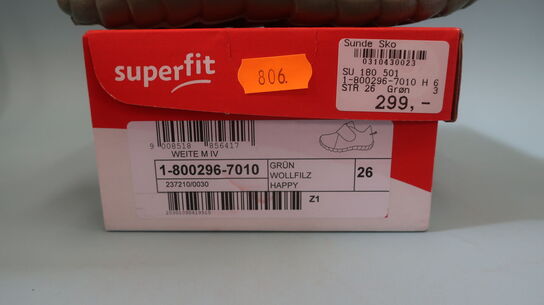 superfit
806.
Sunde Sko
0310430023
SU 180 501
1-800296-7010 H 6
STR 26 Grøn 3
299,-
9 008518 856417
WEITE M IV
1-800296-7010
237210/0030
GRÜN
WOLLFILZ
HAPPY
26
Z1